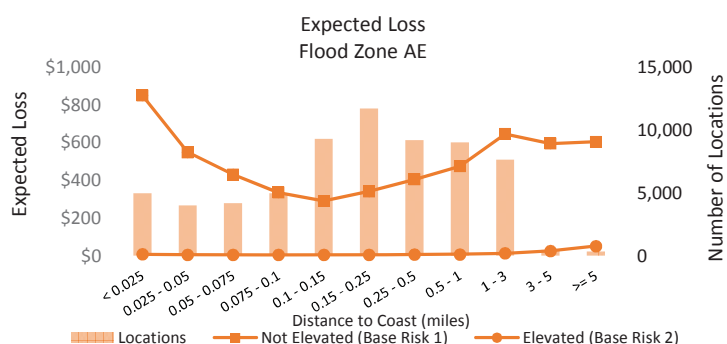 Expected Loss
Flood Zone AE
$1,000
$800
$600
$400
$200
$0
Expected Loss
15,000
10,000
5,000
0
Number of Locations
< 0.025
0.025 - 0.05
0.05 - 0.075
0.075 - 0.1
0.1 - 0.15
0.15 - 0.25
0.25 - 0.5
0.5 - 1
1 - 3
3 - 5
>= 5
Distance to Coast (miles)
Locations Not Elevated (Base Risk 1) Elevated (Base Risk 2)